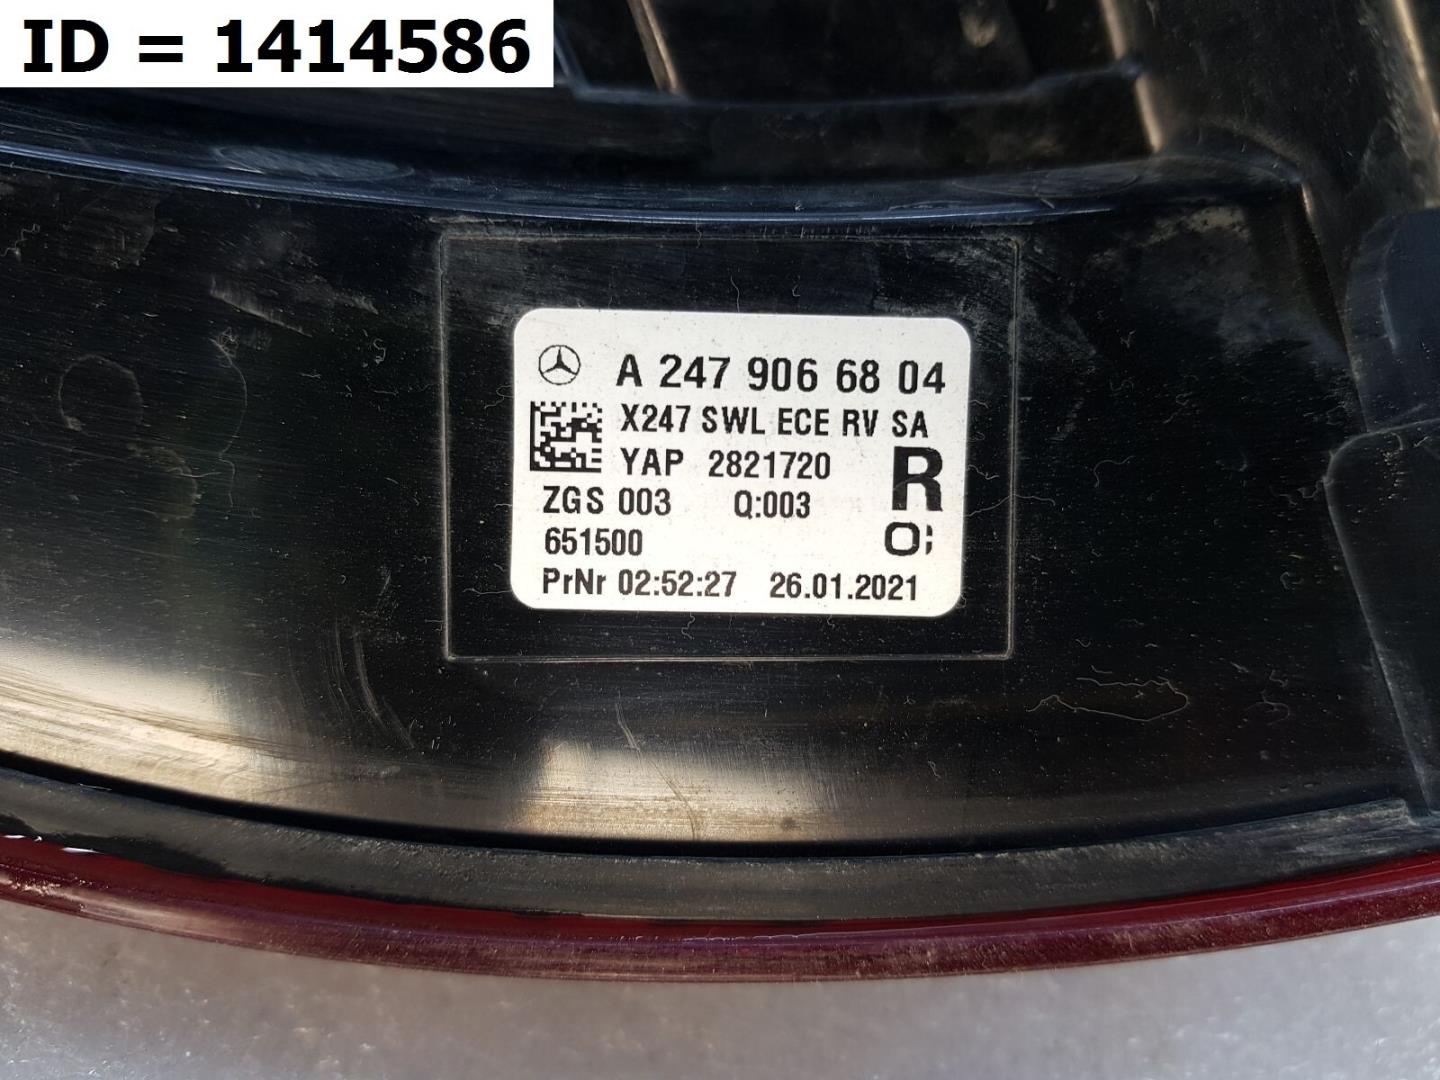 ID = 1414586
A 247 906 68 04
X247 SWL ECE RV SA
YAP 2821720
R
ZGS 003 Q:003
651500
PrNr 02:52:27 26.01.2021